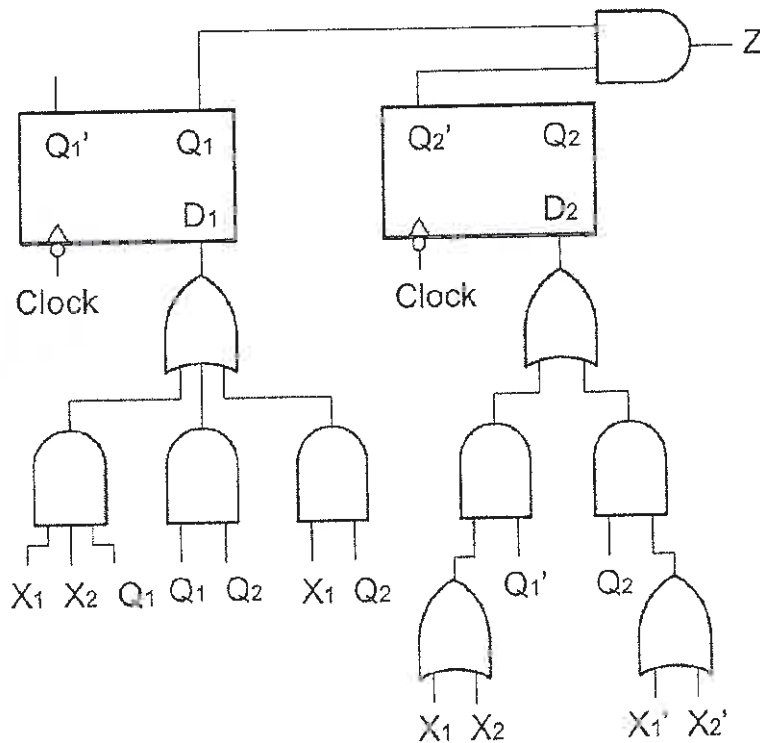 Z
Q1' Q1 Q2' Q2
D1 D2
Clock Clock
X1 X2 Q1 Q1 Q2 X1 Q2 Q1' Q2
X1 X2 X1' X2'